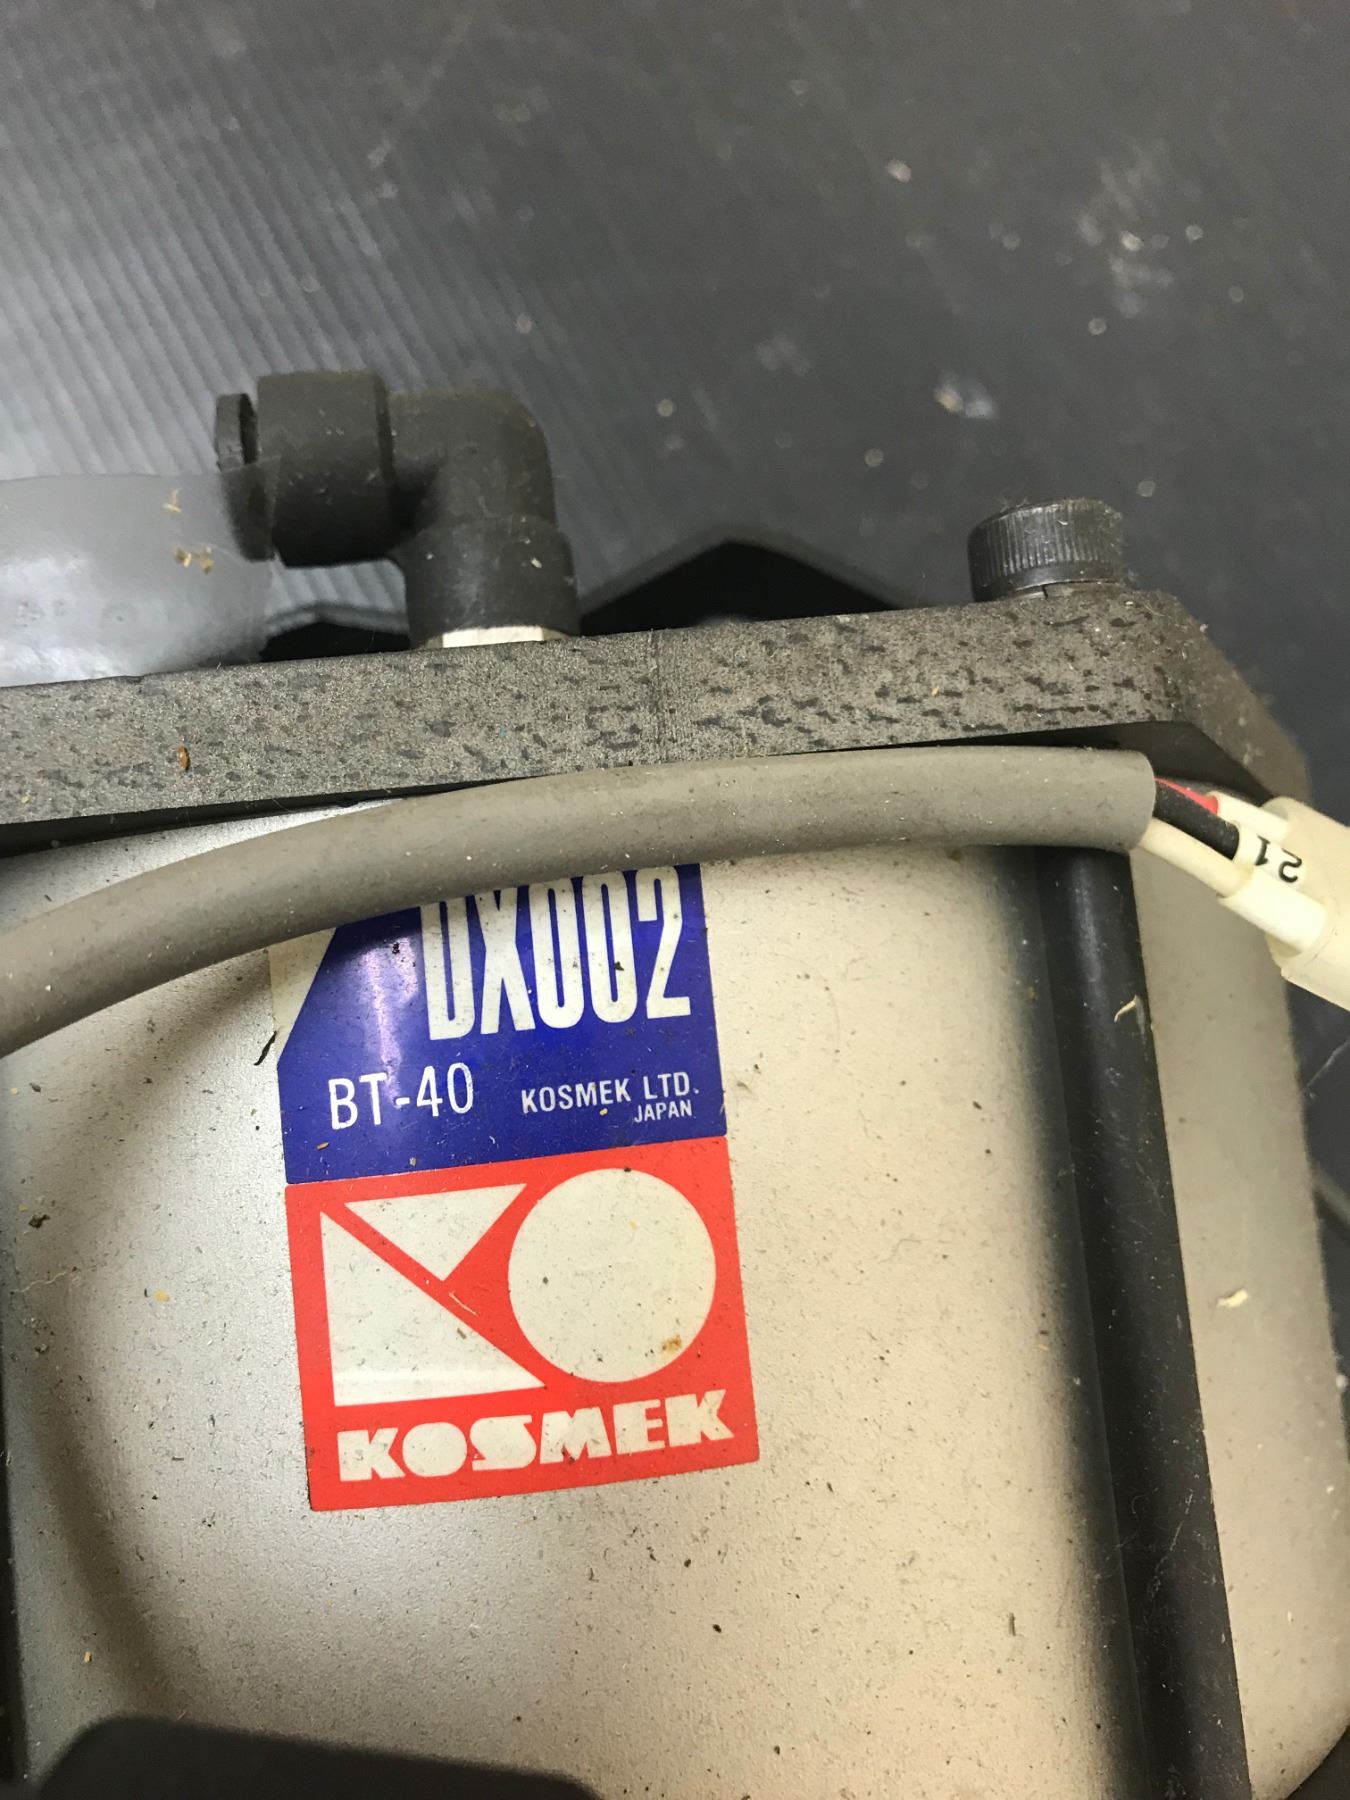 DX002
BT-40
KOSMEK LTD.
JAPAN
KOSMEK
21